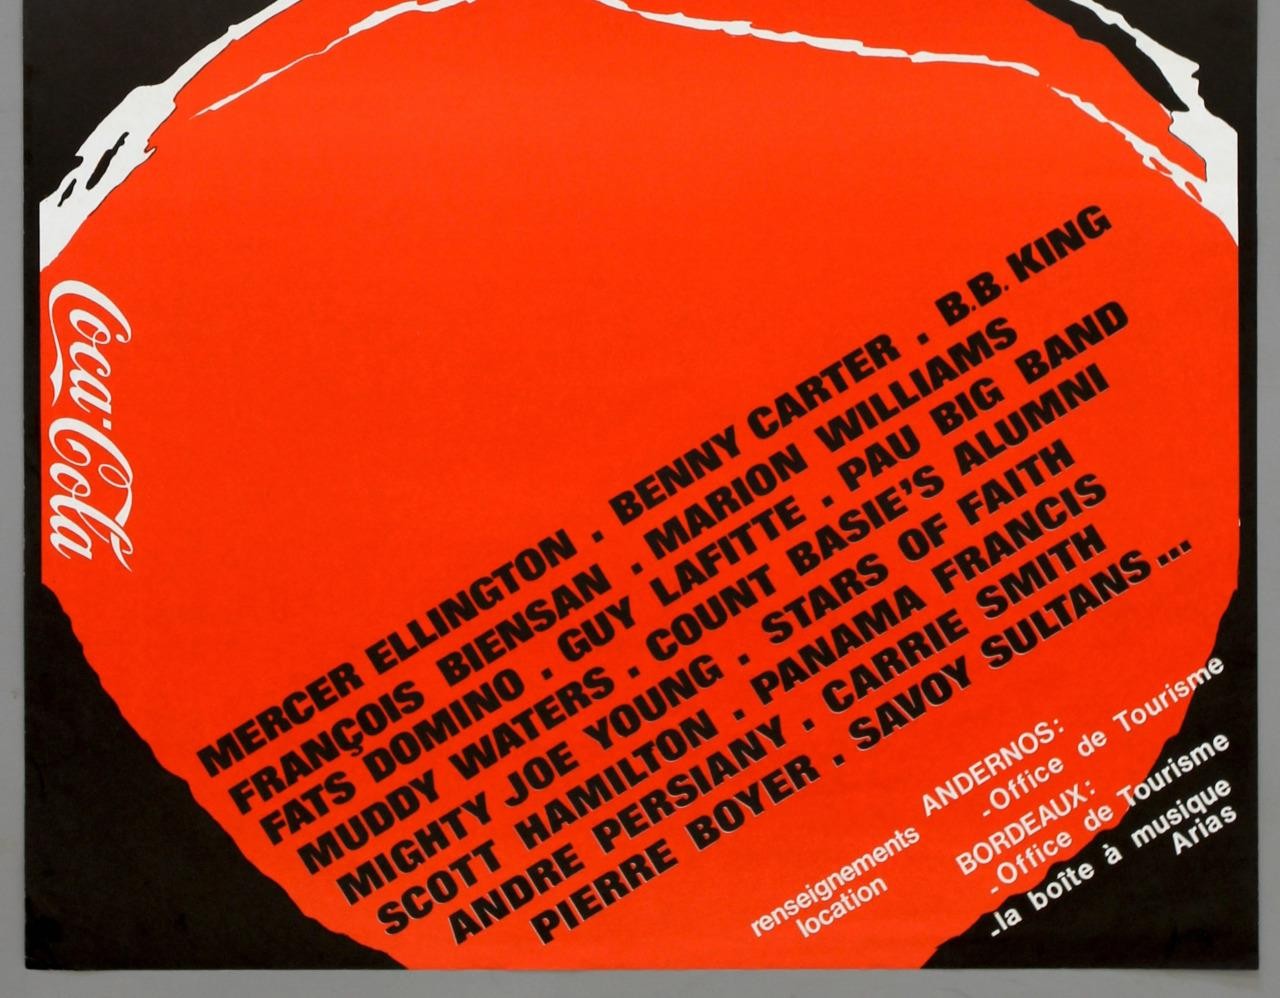 Coca-Cola
MERCER ELLINGTON . BENNY CARTER . B.B. KING
FRANÇOIS BIENSAN . MARION WILLIAMS
FATS DOMINO . GUY LAFITTE . PAU BIG BAND
MUDDY WATERS . COUNT BASIE'S ALUMNI
MIGHTY JOE YOUNG . STARS OF FAITH
SCOTT HAMILTON . PANAMA FRANCIS
ANDRE PERSIANY . CARRIE SMITH
PIERRE BOYER . SAVOY SULTANS...
renseignements
location
ANDERNOS:
-Office de Tourisme
BORDEAUX:
-Office de Tourisme
-la boîte à musique
Arias